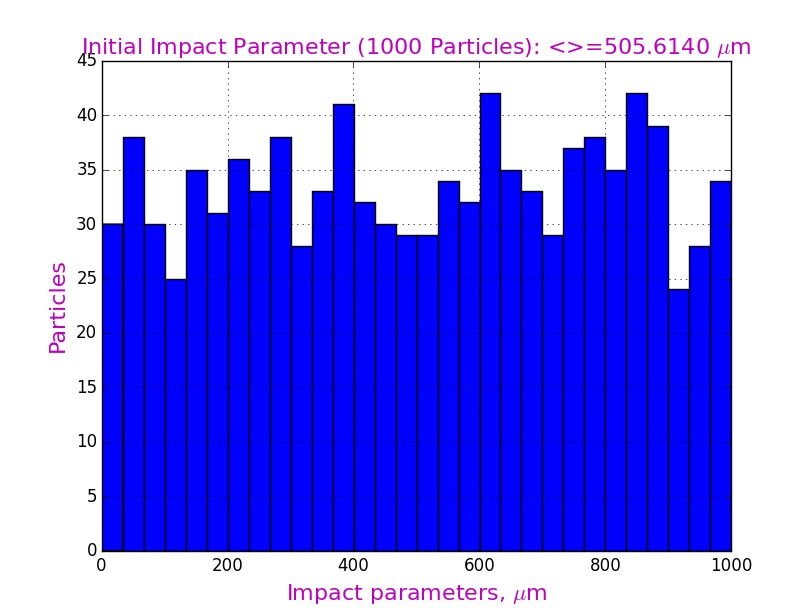 Initial Impact Parameter (1000 Particles): <>=505.6140 μm
45
40
35
30
25
20
15
10
5
0
Particles
0 200 400 600 800 1000
Impact parameters, μm